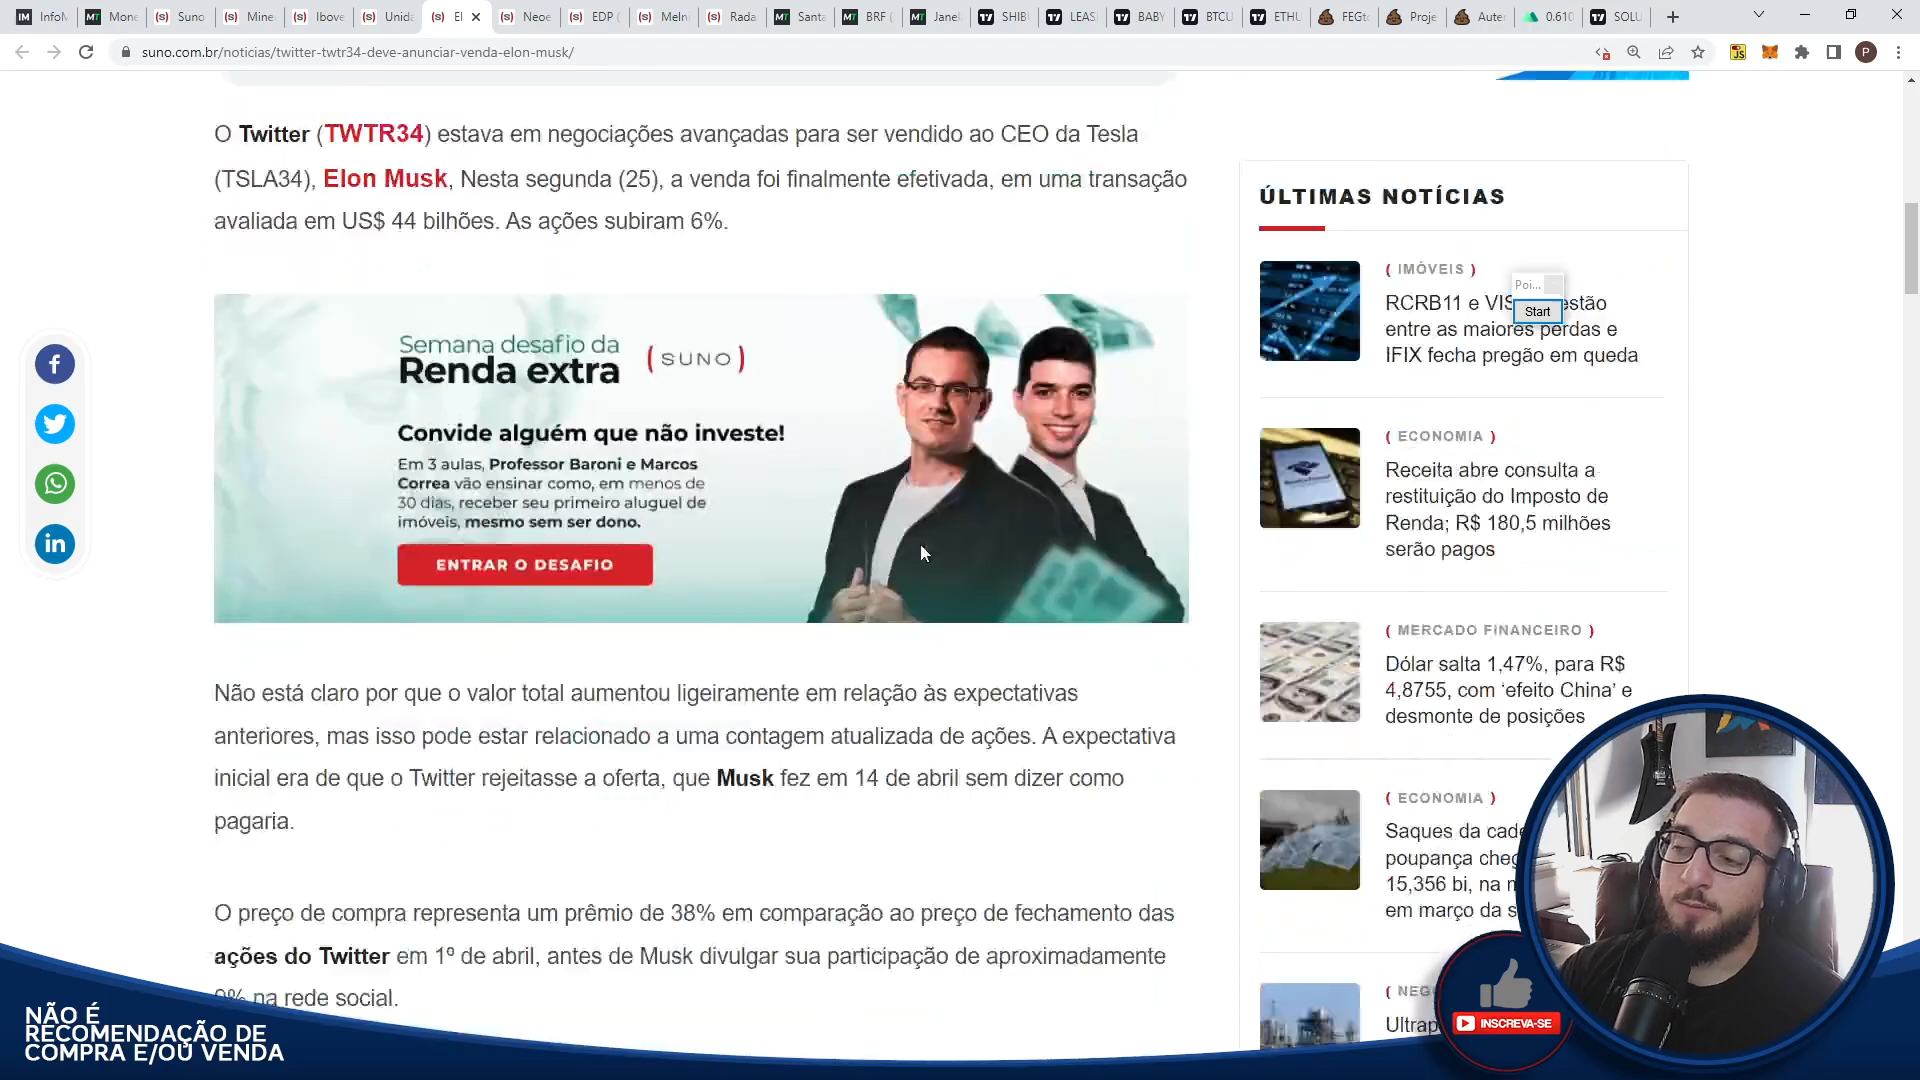 InfoM
Mone
Suno
Mine
Ibove
Unida
El
Neoe
EDP (
Melh
Rada
Santa
BRF (
Janel
SHIB
LEAS
BABY
BTCU
ETHU
FEGto
Proje
Auter
0.610
SOLU
suno.com.br/noticias/twitter-twtr34-deve-anunciar-venda-elon-musk/
O Twitter (TWTR34) estava em negociações avançadas para ser vendido ao CEO da Tesla
(TSLA34), Elon Musk, Nesta segunda (25), a venda foi finalmente efetivada, em uma transação
avaliada em US$ 44 bilhões. As ações subiram 6%.
Semana desafio da
Renda extra
( SUNO )
Convide alguém que não investe!
Em 3 aulas, Professor Baroni e Marcos
Correa vão ensinar como, em menos de
30 dias, receber seu primeiro aluguel de
imóveis, mesmo sem ser dono.
ENTRAR O DESAFIO
Não está claro por que o valor total aumentou ligeiramente em relação às expectativas
anteriores, mas isso pode estar relacionado a uma contagem atualizada de ações. A expectativa
inicial era de que o Twitter rejeitasse a oferta, que Musk fez em 14 de abril sem dizer como
pagaria.
O preço de compra representa um prêmio de 38% em comparação ao preço de fechamento das
ações do Twitter em 1º de abril, antes de Musk divulgar sua participação de aproximadamente
9% na rede social.
ÚLTIMAS NOTÍCIAS
( IMÓVEIS )
RCRB11 e VIS estão
entre as maiores perdas e
IFIX fecha pregão em queda
Poi...
Start
( ECONOMIA )
Receita abre consulta a
restituição do Imposto de
Renda; R$ 180,5 milhões
serão pagos
( MERCADO FINANCEIRO )
Dólar salta 1,47%, para R$
4,8755, com ‘efeito China’ e
desmonte de posições
( ECONOMIA )
Saques da cade
poupança cheg
15,356 bi, na m
em março da s
( NEGÓ
Ultrap
NÃO É
RECOMENDAÇÃO DE
COMPRA E/OU VENDA
INSCREVA-SE